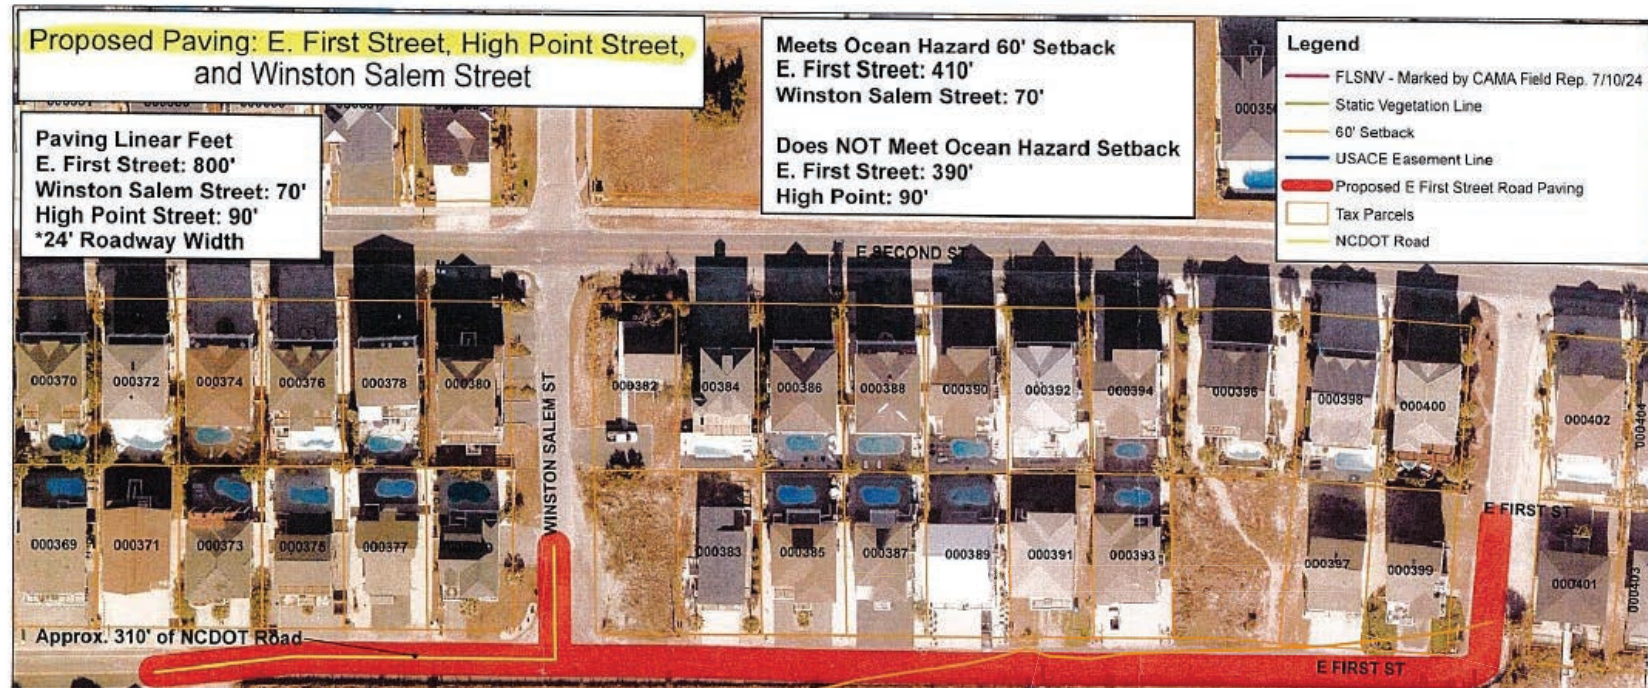 Proposed Paving: E. First Street, High Point Street,
and Winston Salem Street
Paving Linear Feet
E. First Street: 800'
Winston Salem Street: 70'
High Point Street: 90'
*24' Roadway Width
Meets Ocean Hazard 60' Setback
E. First Street: 410'
Winston Salem Street: 70'
Does NOT Meet Ocean Hazard Setback
E. First Street: 390'
High Point: 90'
Legend
FLSNV - Marked by CAMA Field Rep. 7/10/24
Static Vegetation Line
60' Setback
USACE Easement Line
Proposed E First Street Road Paving
Tax Parcels
NCDOT Road
E SECOND ST
000370
000372
000374
000376
000378
000380
000382
000384
000386
000388
000390
000392
000394
000396
000398
000400
000402
000404
WINSTON SALEM ST
E FIRST ST
000369
000371
000373
000375
000377
000383
000385
000387
000389
000391
000393
000397
000399
000401
000403
Approx. 310' of NCDOT Road
E FIRST ST